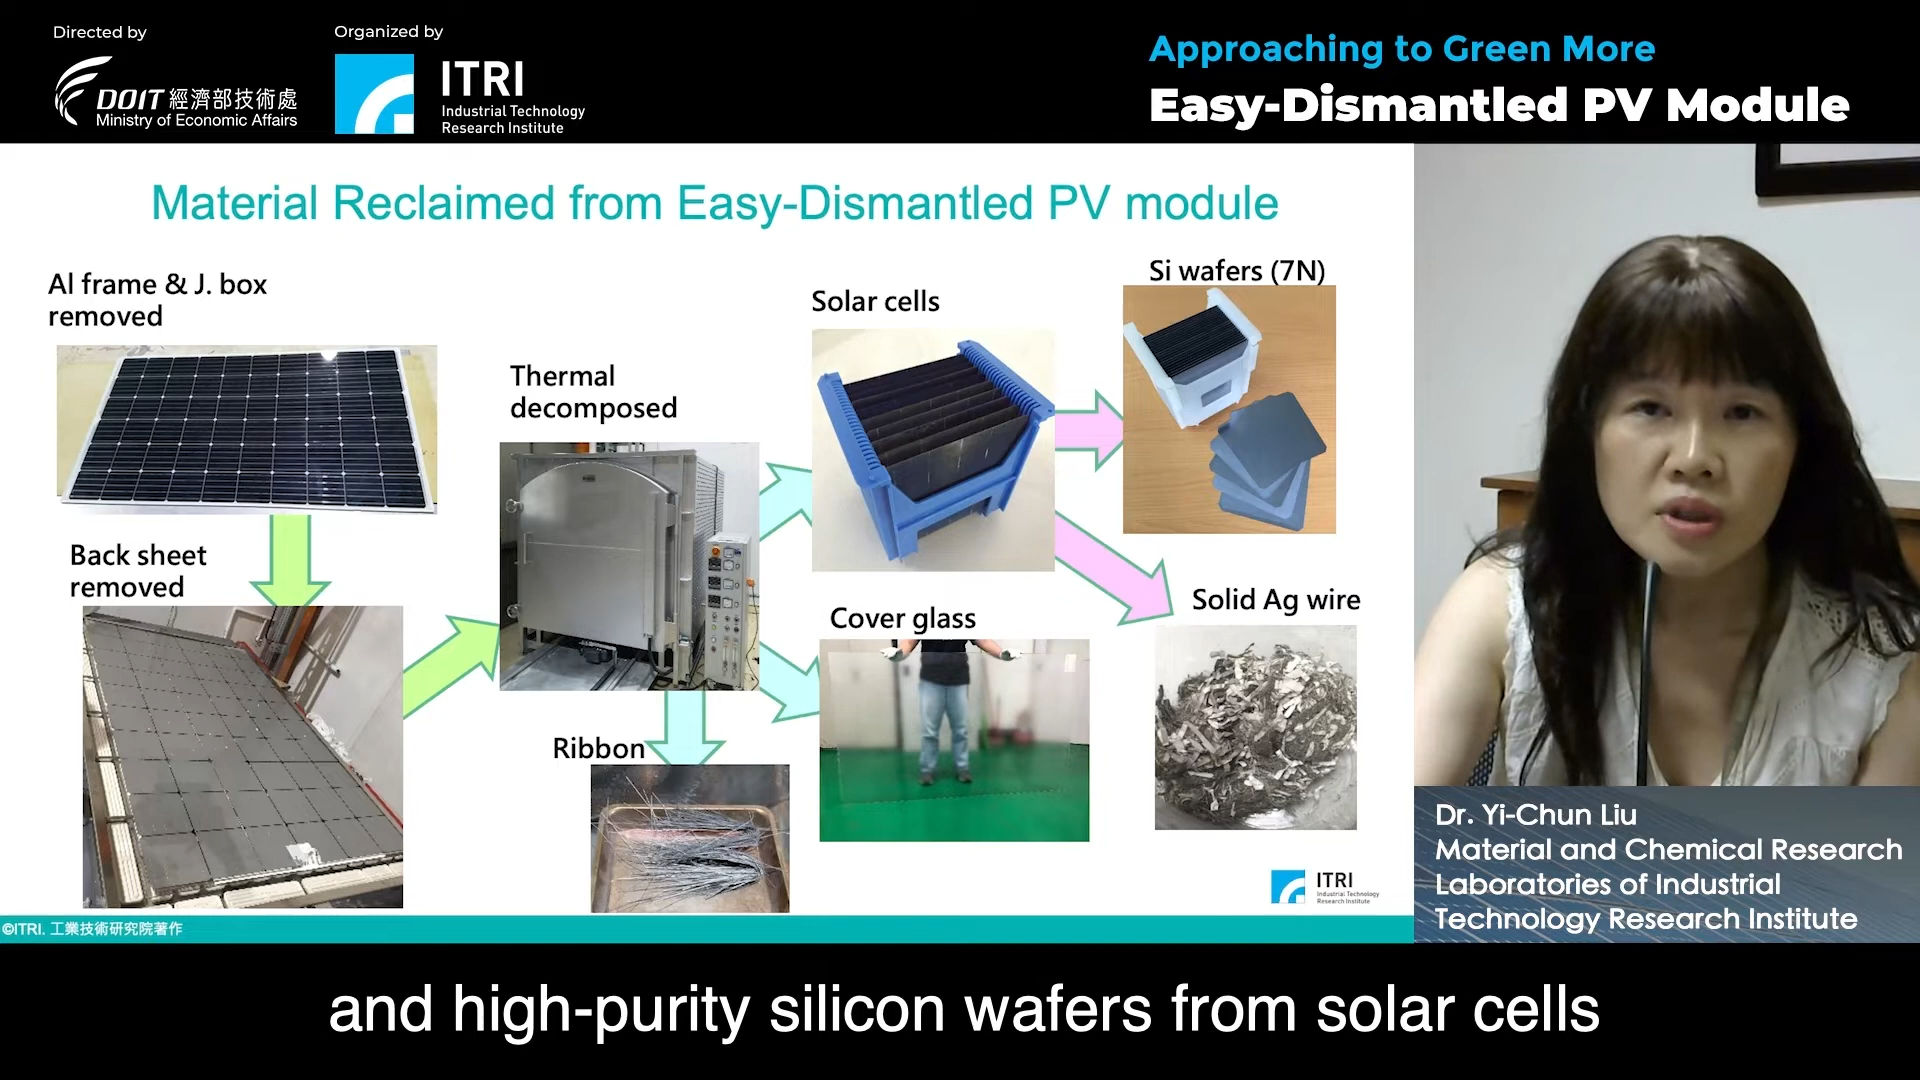 Directed by
DOIT 經濟部技術處
Ministry of Economic Affairs
Organized by
ITRI
Industrial Technology
Research Institute
Approaching to Green More
Easy-Dismantled PV Module
Material Reclaimed from Easy-Dismantled PV module
Al frame & J. box
removed
Back sheet
removed
Thermal
decomposed
Ribbon
Solar cells
Cover glass
Si wafers (7N)
Solid Ag wire
ITRI
Industrial Technology
Research Institute
©ITRI. 工業技術研究院著作
Dr. Yi-Chun Liu
Material and Chemical Research
Laboratories of Industrial
Technology Research Institute
and high-purity silicon wafers from solar cells